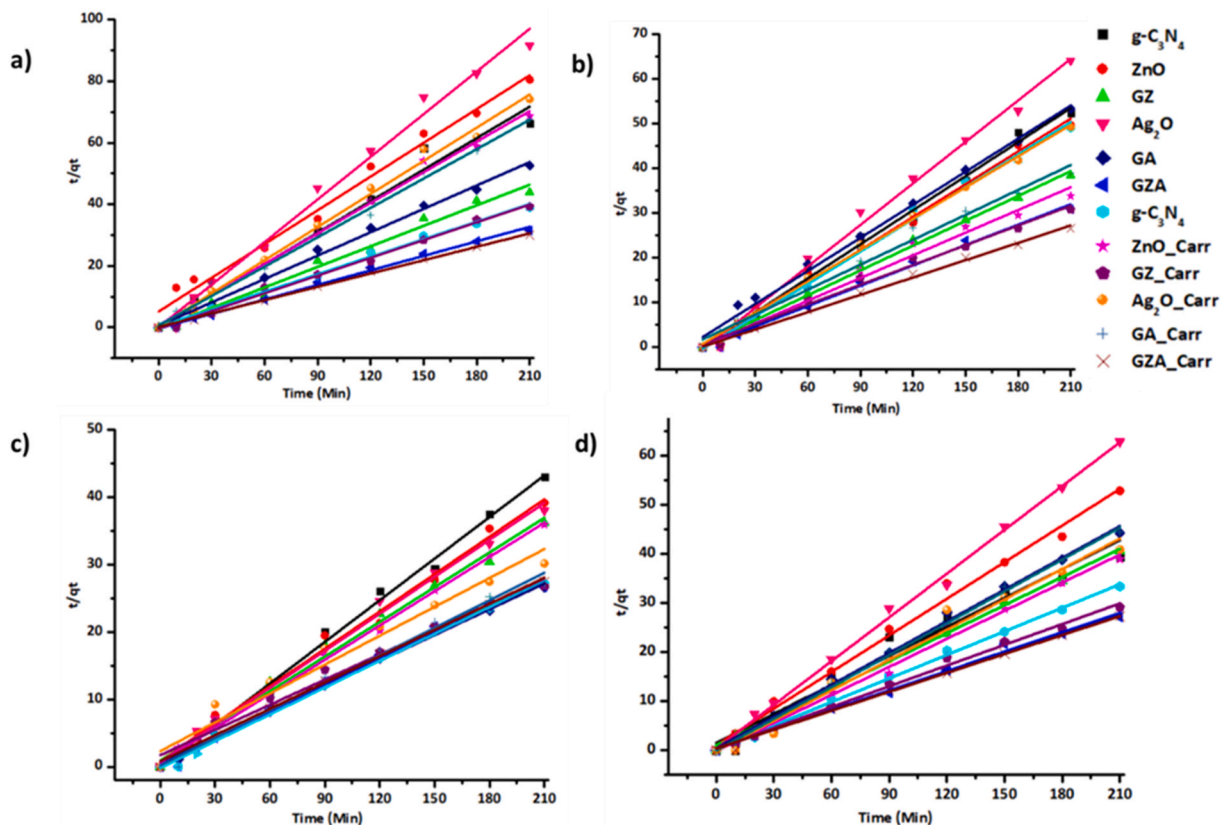 a)
100
80
60
40
20
0
t/qt
0 30 60 90 120 150 180 210
Time (Min)
b)
70
60
50
40
30
20
10
0
t/qt
0 30 60 90 120 150 180 210
Time (Min)
g-C₃N₄
ZnO
GZ
Ag₂O
GA
GZA
g-C₃N₄
ZnO_Carr
GZ_Carr
Ag₂O_Carr
GA_Carr
GZA_Carr
c)
50
40
30
20
10
0
t/qt
0 30 60 90 120 150 180 210
Time (Min)
d)
60
50
40
30
20
10
0
t/qt
0 30 60 90 120 150 180 210
Time (Min)